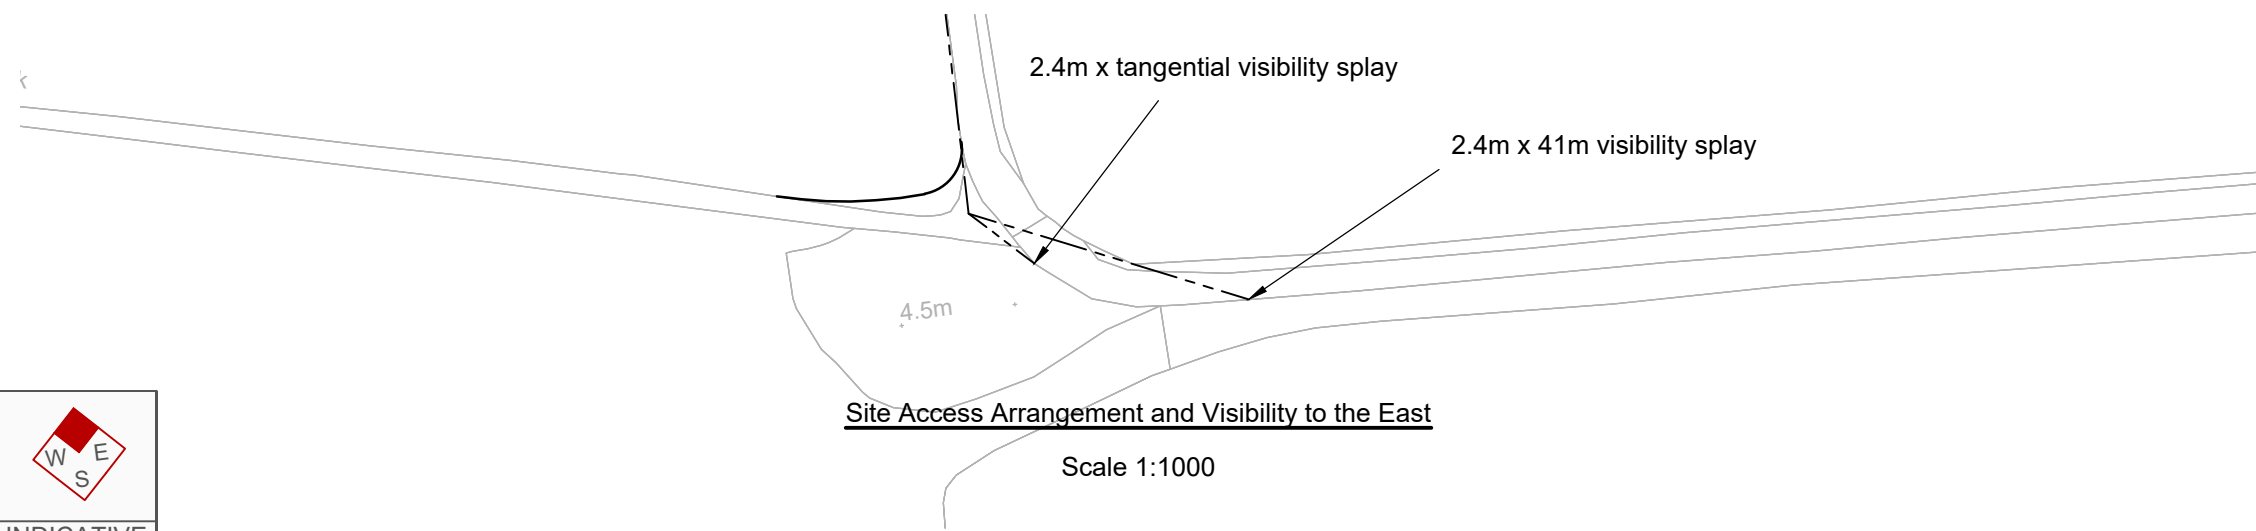 2.4m x tangential visibility splay
2.4m x 41m visibility splay
4.5m
Site Access Arrangement and Visibility to the East
Scale 1:1000
W E
S
INDICATIVE